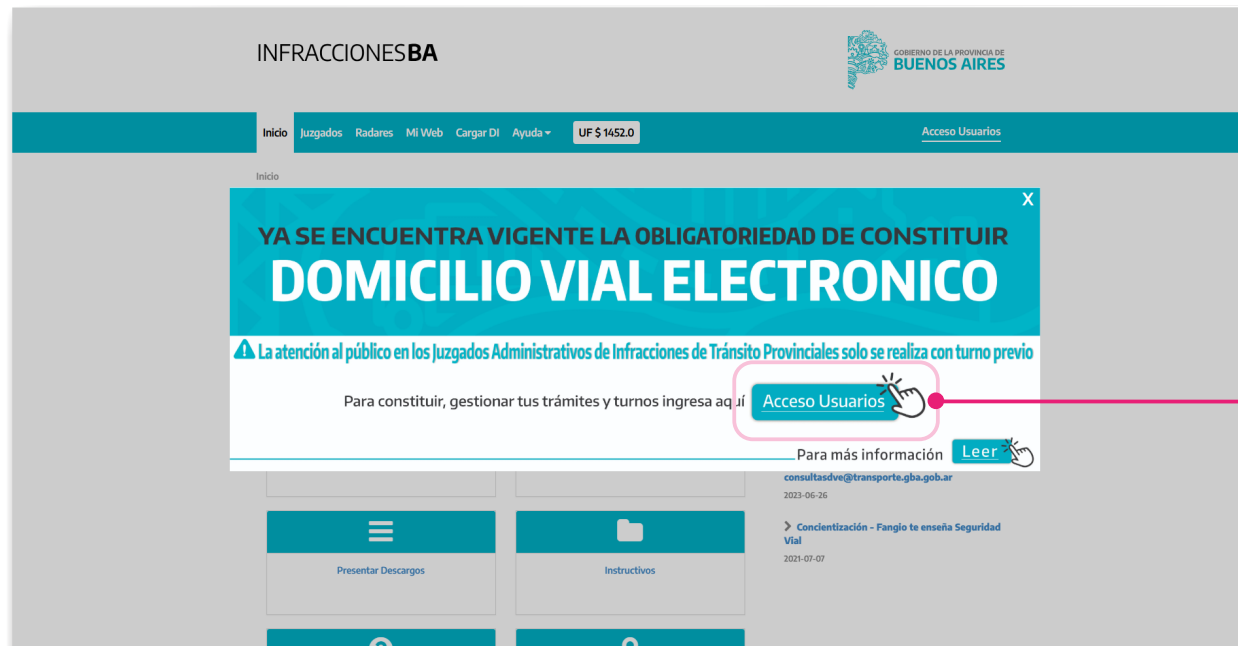 INFRACCIONESBA
GOBIERNO DE LA PROVINCIA DE
BUENOS AIRES
Inicio Juzgados Radares Mi Web Cargar DI Ayuda UF $ 1452.0 Acceso Usuarios
Inicio
X
YA SE ENCUENTRA VIGENTE LA OBLIGATORIEDAD DE CONSTITUIR
DOMICILIO VIAL ELECTRONICO
La atención al público en los Juzgados Administrativos de Infracciones de Tránsito Provinciales solo se realiza con turno previo
Para constituir, gestionar tus trámites y turnos ingresa aquí Acceso Usuarios
Para más información Leer
consultasdve@transporte.gba.gob.ar
2023-06-26
Concientización - Fangio te enseña Seguridad
Vial
2021-07-07
Presentar Descargos Instructivos